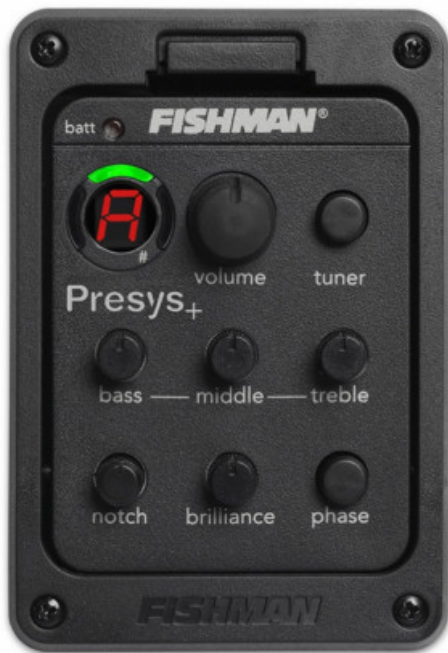 batt FISHMAN®
A
#
volume tuner
Presys+
bass middle treble
notch brilliance phase
FISHMAN